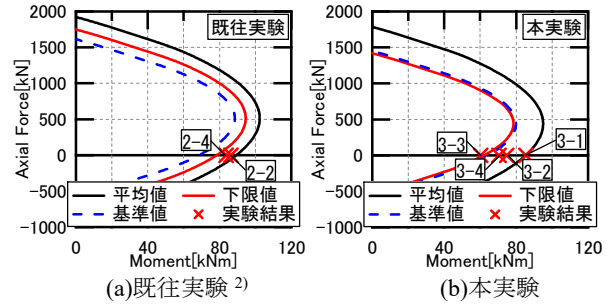 既往実験
Axial Force[kN]
2000
1500
1000
500
0
−500
−1000
2-4
2-2
平均値
下限値
基準値
実験結果
0
40
80
120
Moment[kNm]
(a)既往実験 2)
本実験
Axial Force[kN]
2000
1500
1000
500
0
−500
−1000
3-3
3-4
3-1
3-2
平均値
下限値
基準値
実験結果
0
40
80
120
Moment[kNm]
(b)本実験